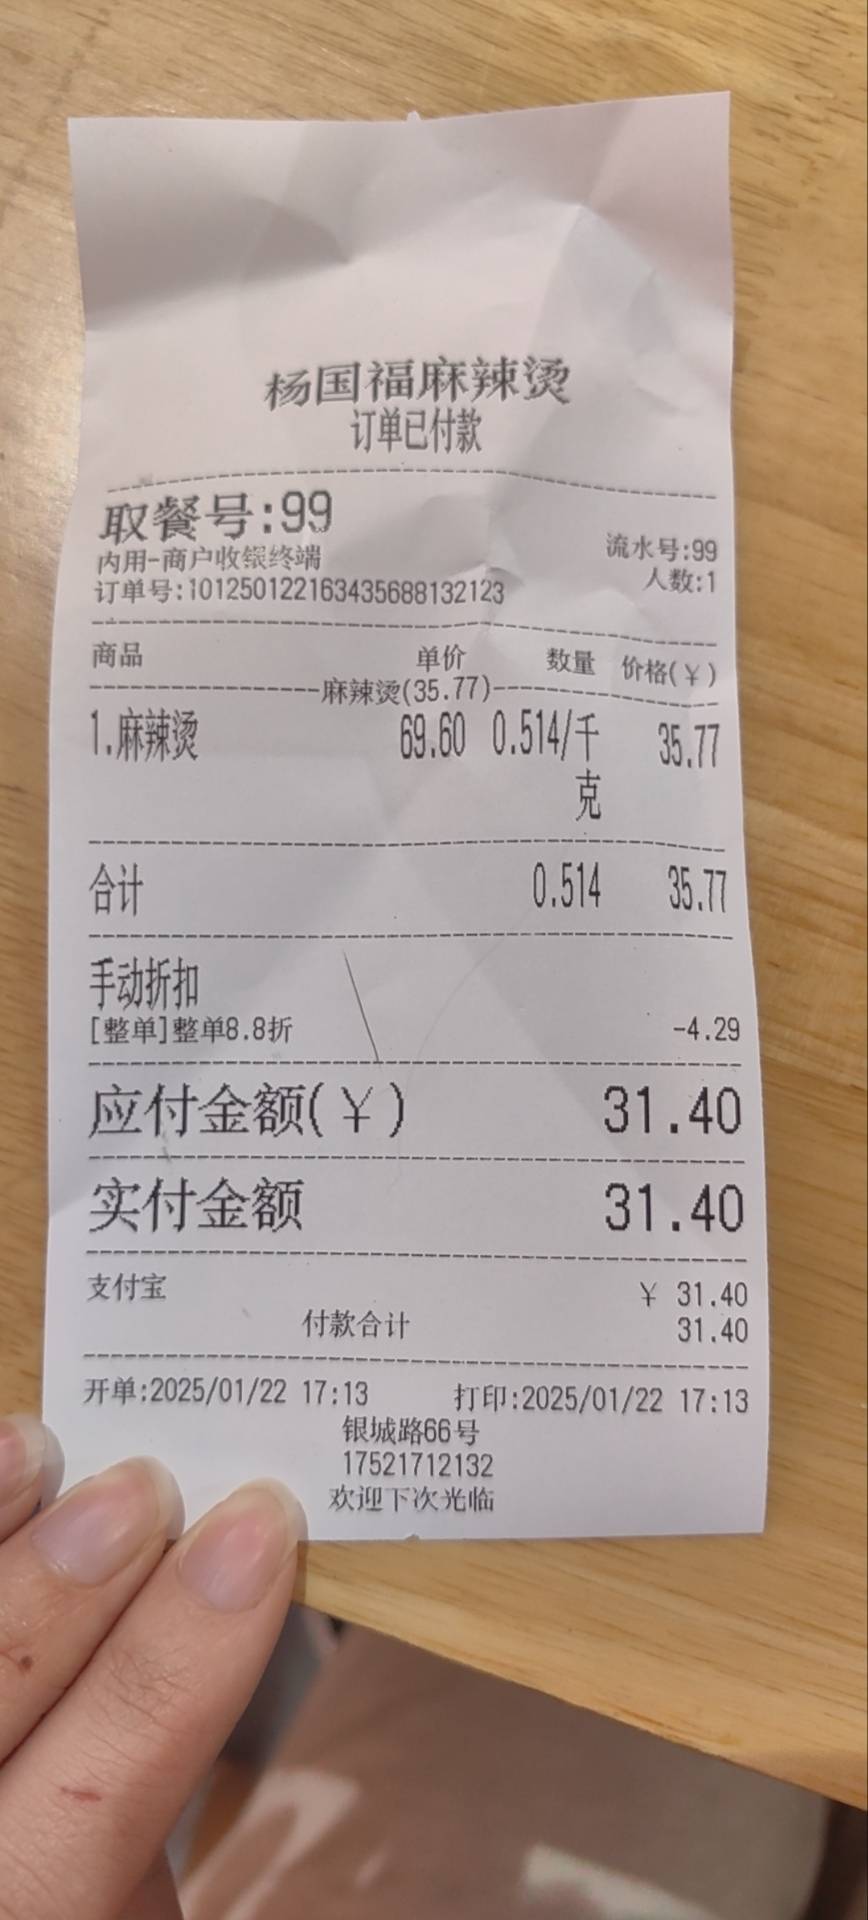 杨国福麻辣烫
订单已付款
取餐号:99
内用-商户收银终端 流水号:99
订单号:101250122163435688132123 人数:1
商品 单价 数量 价格(¥)
麻辣烫(35.77)
1.麻辣烫 69.60 0.514/千克 35.77
合计 0.514 35.77
手动折扣
[整单]整单8.8折 -4.29
应付金额(¥) 31.40
实付金额 31.40
支付宝 ¥ 31.40
付款合计 31.40
开单:2025/01/22 17:13 打印:2025/01/22 17:13
银城路66号
17521712132
欢迎下次光临